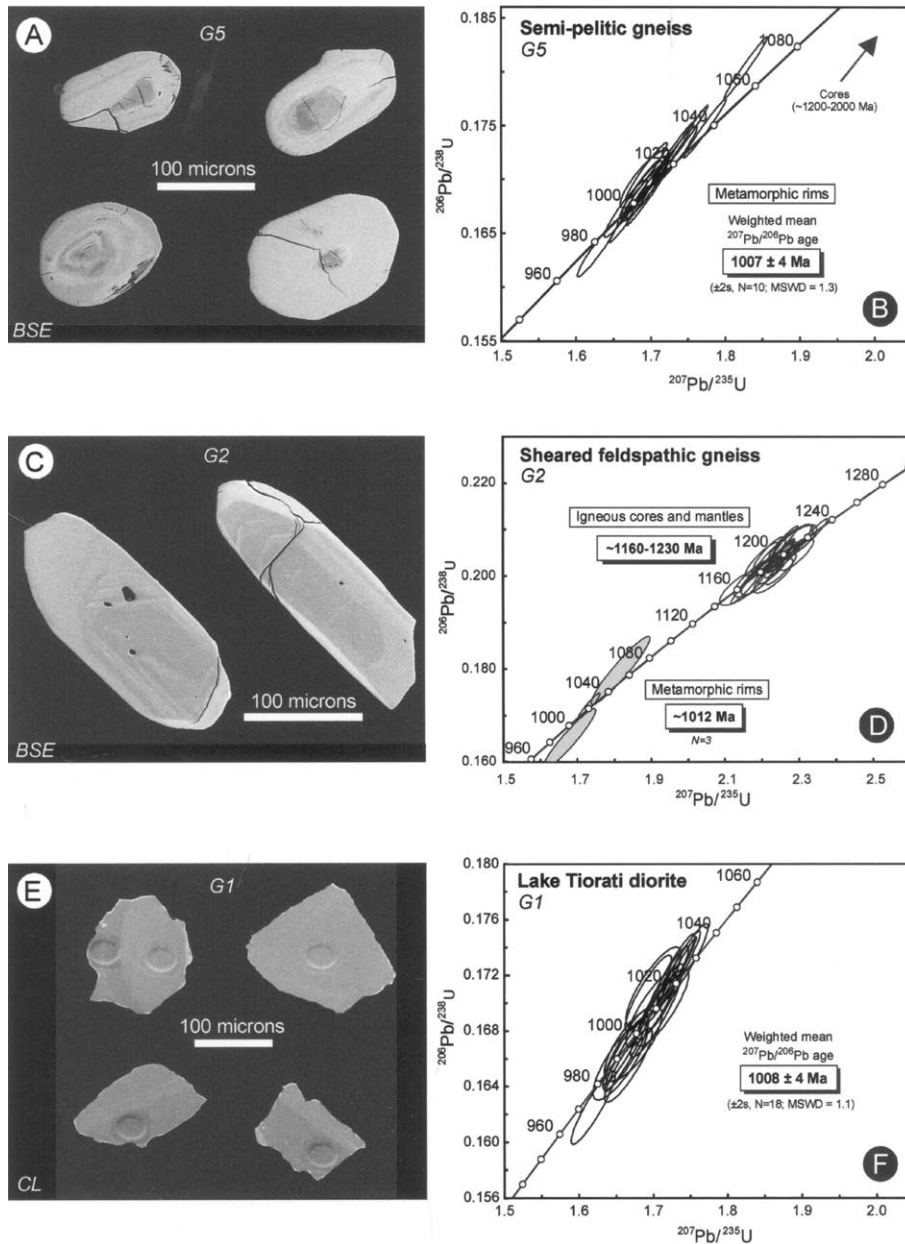 A
G5
100 microns
BSE
B
Semi-pelitic gneiss
G5
0.185
0.175
0.165
0.155
206Pb/238U
1.5 1.6 1.7 1.8 1.9 2.0
207Pb/235U
960
980
1000
1020
1040
1060
1080
Cores
(~1200-2000 Ma)
Metamorphic rims
Weighted mean
207Pb/206Pb age
1007 ± 4 Ma
(±2s, N=10; MSWD = 1.3)
C
G2
100 microns
BSE
D
Sheared feldspathic gneiss
G2
0.220
0.200
0.180
0.160
206Pb/238U
1.5 1.7 1.9 2.1 2.3 2.5
207Pb/235U
960
1000
1040
1080
1120
1160
1200
1240
1280
Igneous cores and mantles
~1160-1230 Ma
Metamorphic rims
~1012 Ma
N=3
E
G1
100 microns
CL
F
Lake Tiorati diorite
G1
0.180
0.176
0.172
0.168
0.164
0.160
0.156
206Pb/238U
1.5 1.6 1.7 1.8 1.9 2.0
207Pb/235U
960
980
1000
1020
1040
1060
Weighted mean
207Pb/206Pb age
1008 ± 4 Ma
(±2s, N=18; MSWD = 1.1)